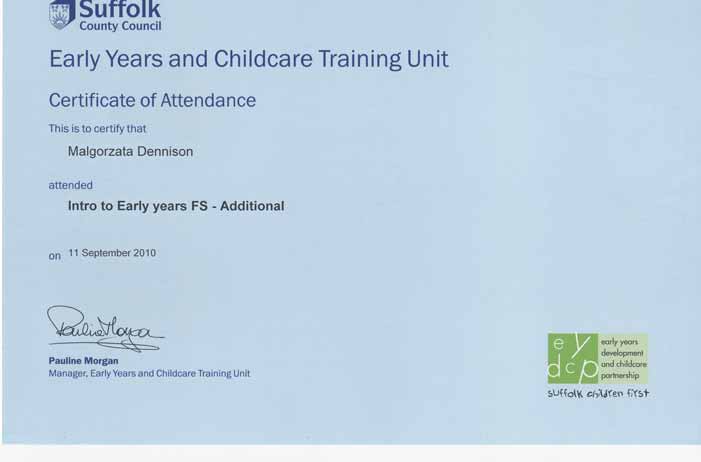 Suffolk
County Council
Early Years and Childcare Training Unit
Certificate of Attendance
This is to certify that
Malgorzata Dennison
attended
Intro to Early years FS - Additional
on 11 September 2010
Pauline Morgan
Pauline Morgan
Manager, Early Years and Childcare Training Unit
ey
dcp
early years
development
and childcare
partnership
suffolk children first